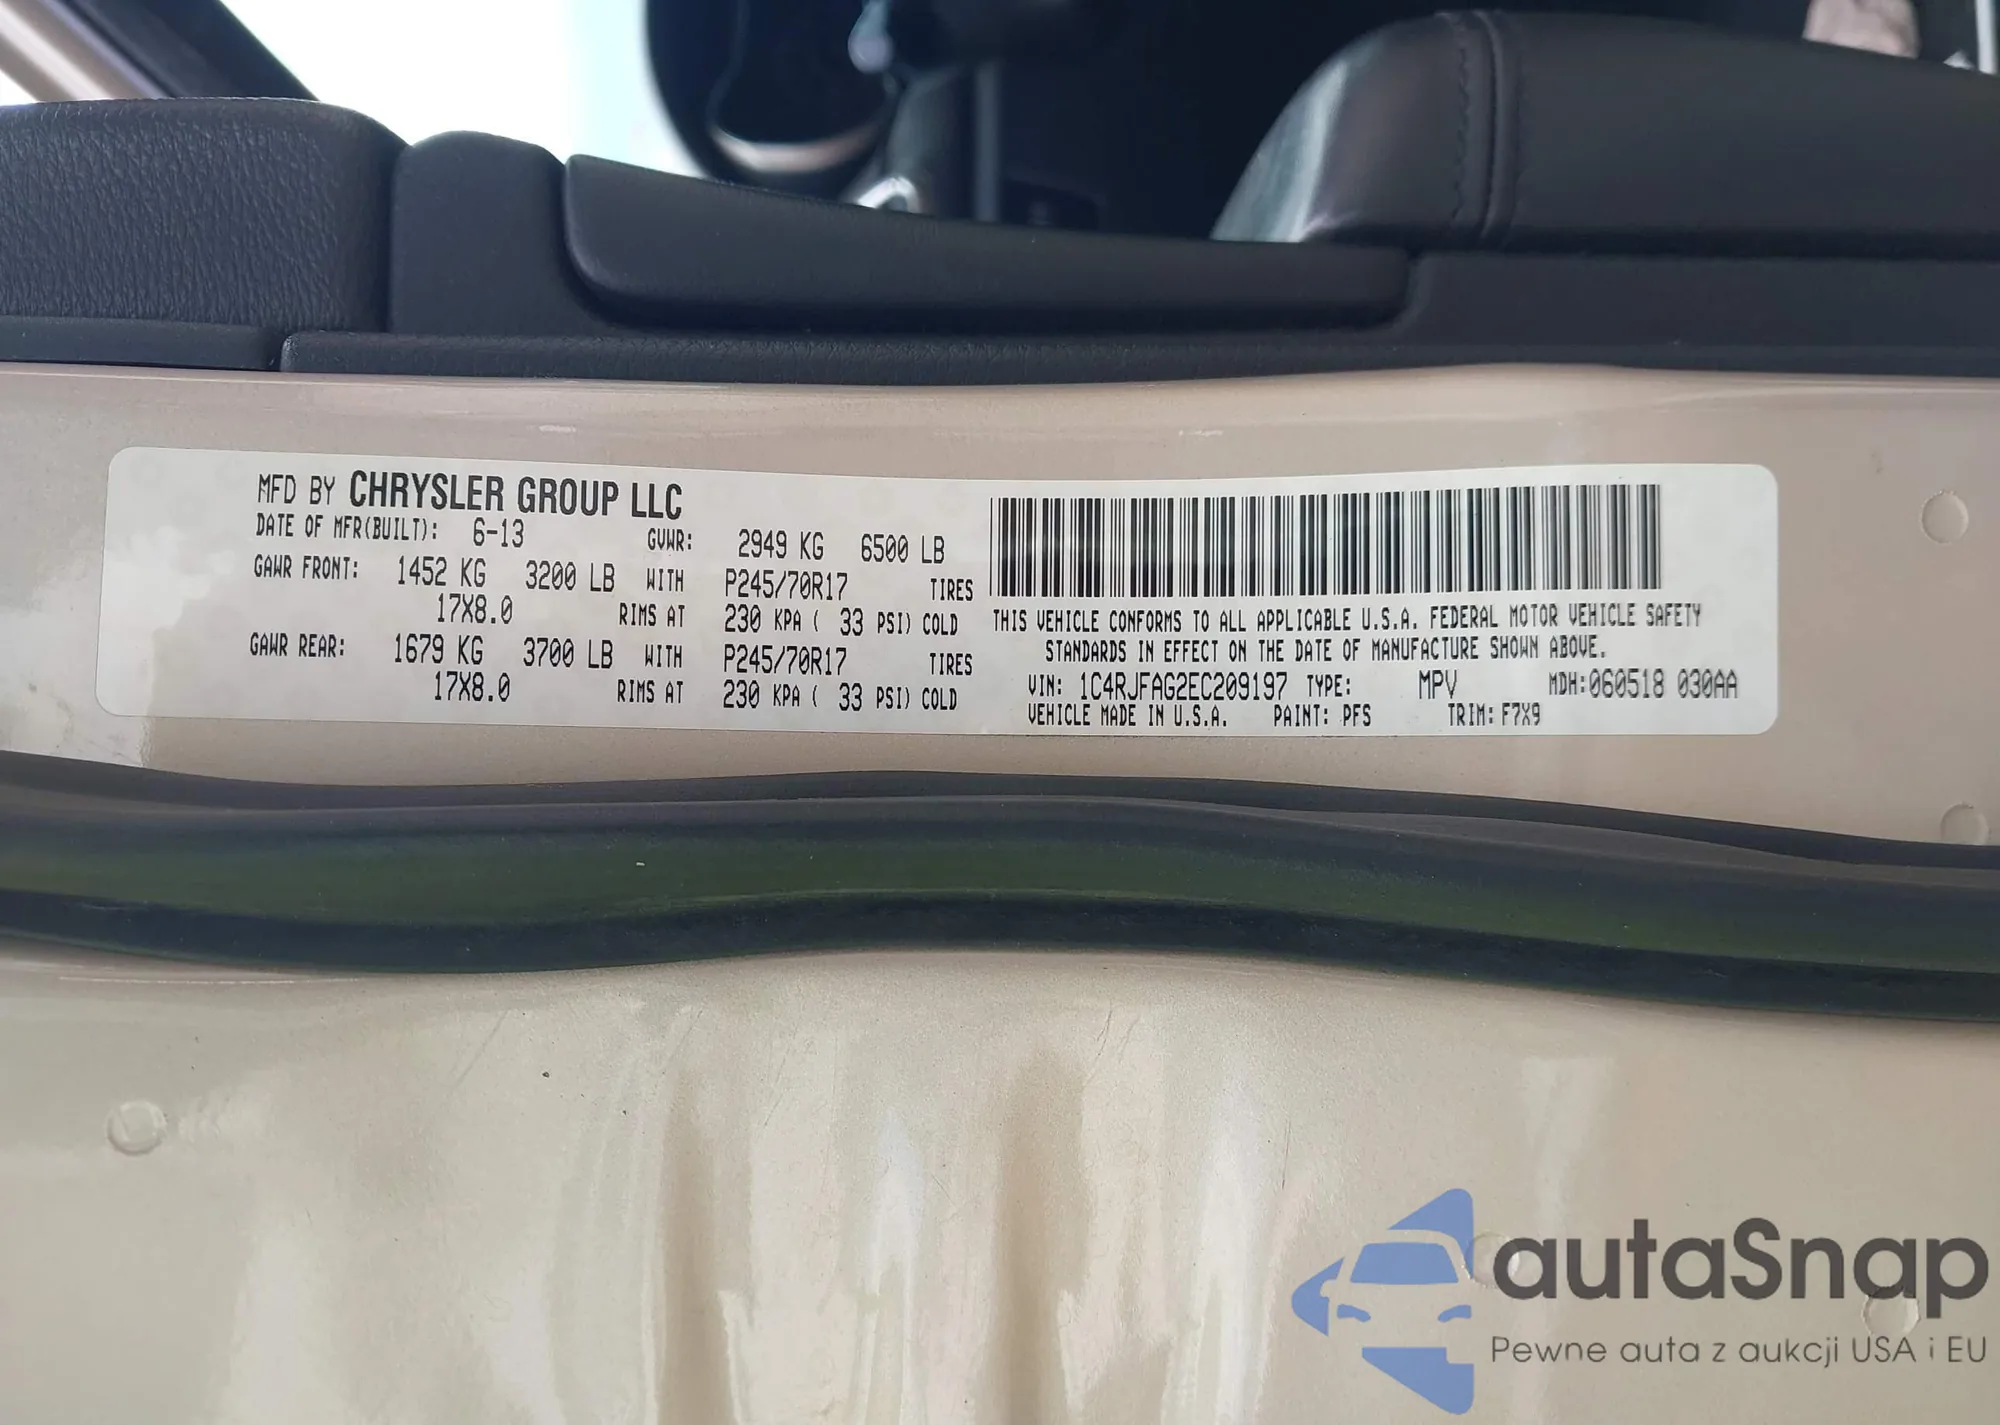 MFD BY CHRYSLER GROUP LLC
DATE OF MFR(BUILT): 6-13 GVWR: 2949 KG 6500 LB
GAWR FRONT: 1452 KG 3200 LB WITH P245/70R17 TIRES
17X8.0 RIMS AT 230 KPA ( 33 PSI) COLD
GAWR REAR: 1679 KG 3700 LB WITH P245/70R17 TIRES
17X8.0 RIMS AT 230 KPA ( 33 PSI) COLD
THIS VEHICLE CONFORMS TO ALL APPLICABLE U.S.A. FEDERAL MOTOR VEHICLE SAFETY
STANDARDS IN EFFECT ON THE DATE OF MANUFACTURE SHOWN ABOVE.
VIN: 1C4RJFAG2EC209197 TYPE: MPV MDH:060518 030AA
VEHICLE MADE IN U.S.A. PAINT: PFS TRIM: F7X9
autaSnap
Pewne auta z aukcji USA i EU